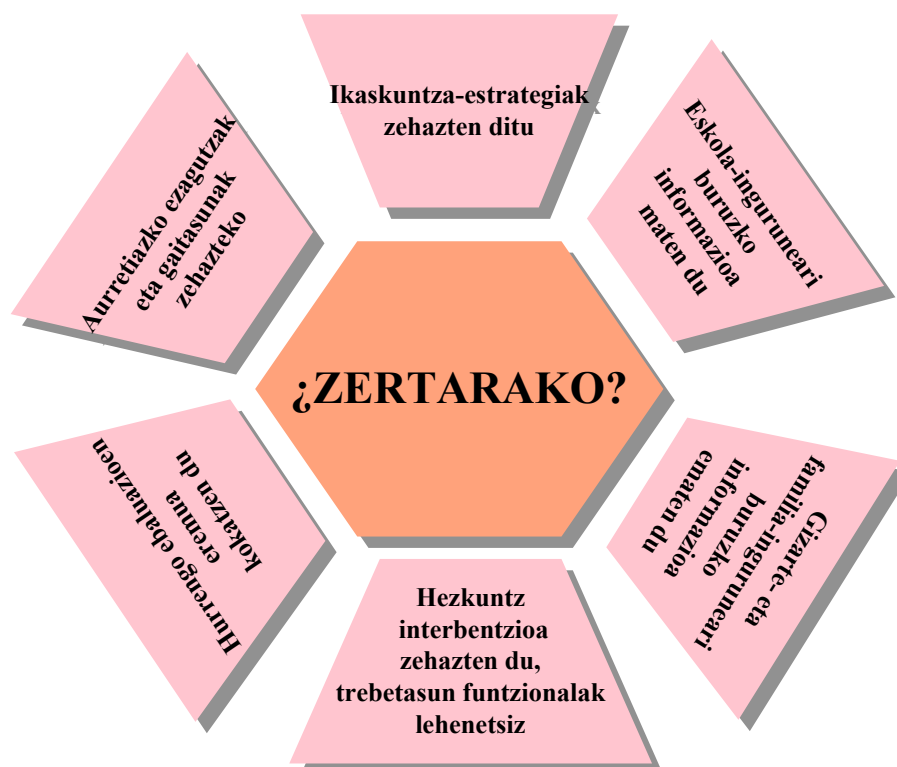 Ikaskuntza-estrategiak
zehazten ditu
Eskola-inguruneari
buruzko
informazioa
maten du
Gizarte- eta
familia-inguruneari
buruzko
informazioa
ematen du
Hezkuntz
interbentzioa
zehazten du,
trebetasun funtzionalak
lehenetsiz
Hurrengo ebaluazioen
eremua
kokatzen du
Aurretiazko ezagutzak
eta gaitasunak
zehazteko
¿ZERTARAKO?